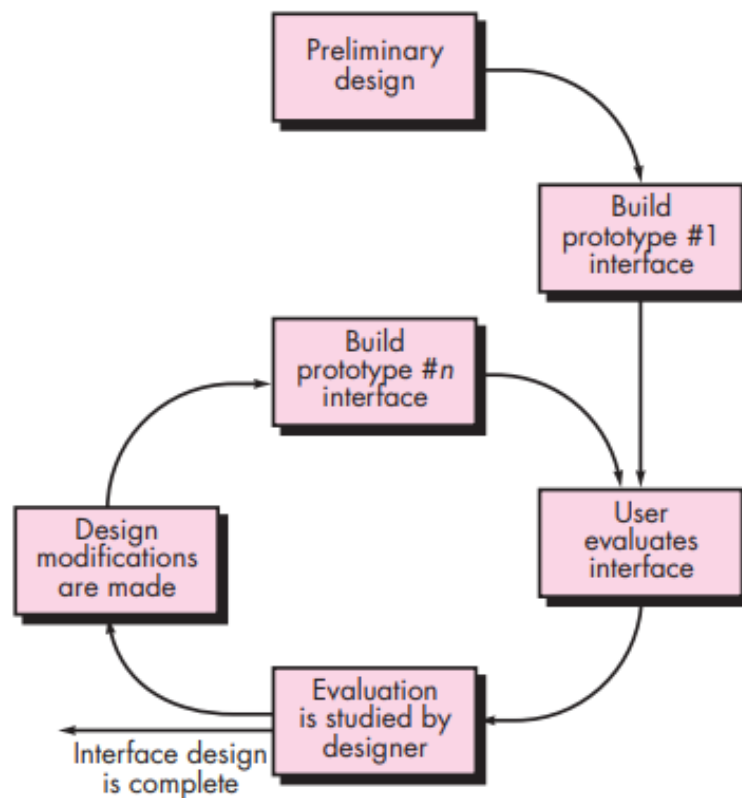 Preliminary
design
Build
prototype #1
interface
Build
prototype #n
interface
User
evaluates
interface
Design
modifications
are made
Evaluation
is studied by
designer
Interface design
is complete